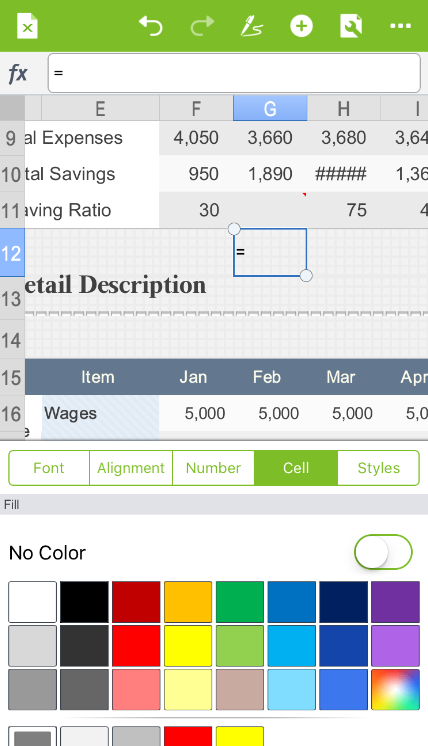 fx =
E F G H I
9 al Expenses 4,050 3,660 3,680 3,64
10 tal Savings 950 1,890 ##### 1,36
11 aving Ratio 30 75 4
12 =
13 etail Description
14
15 Item Jan Feb Mar Apr
16 Wages 5,000 5,000 5,000 5,0
e
Font Alignment Number Cell Styles
Fill
No Color